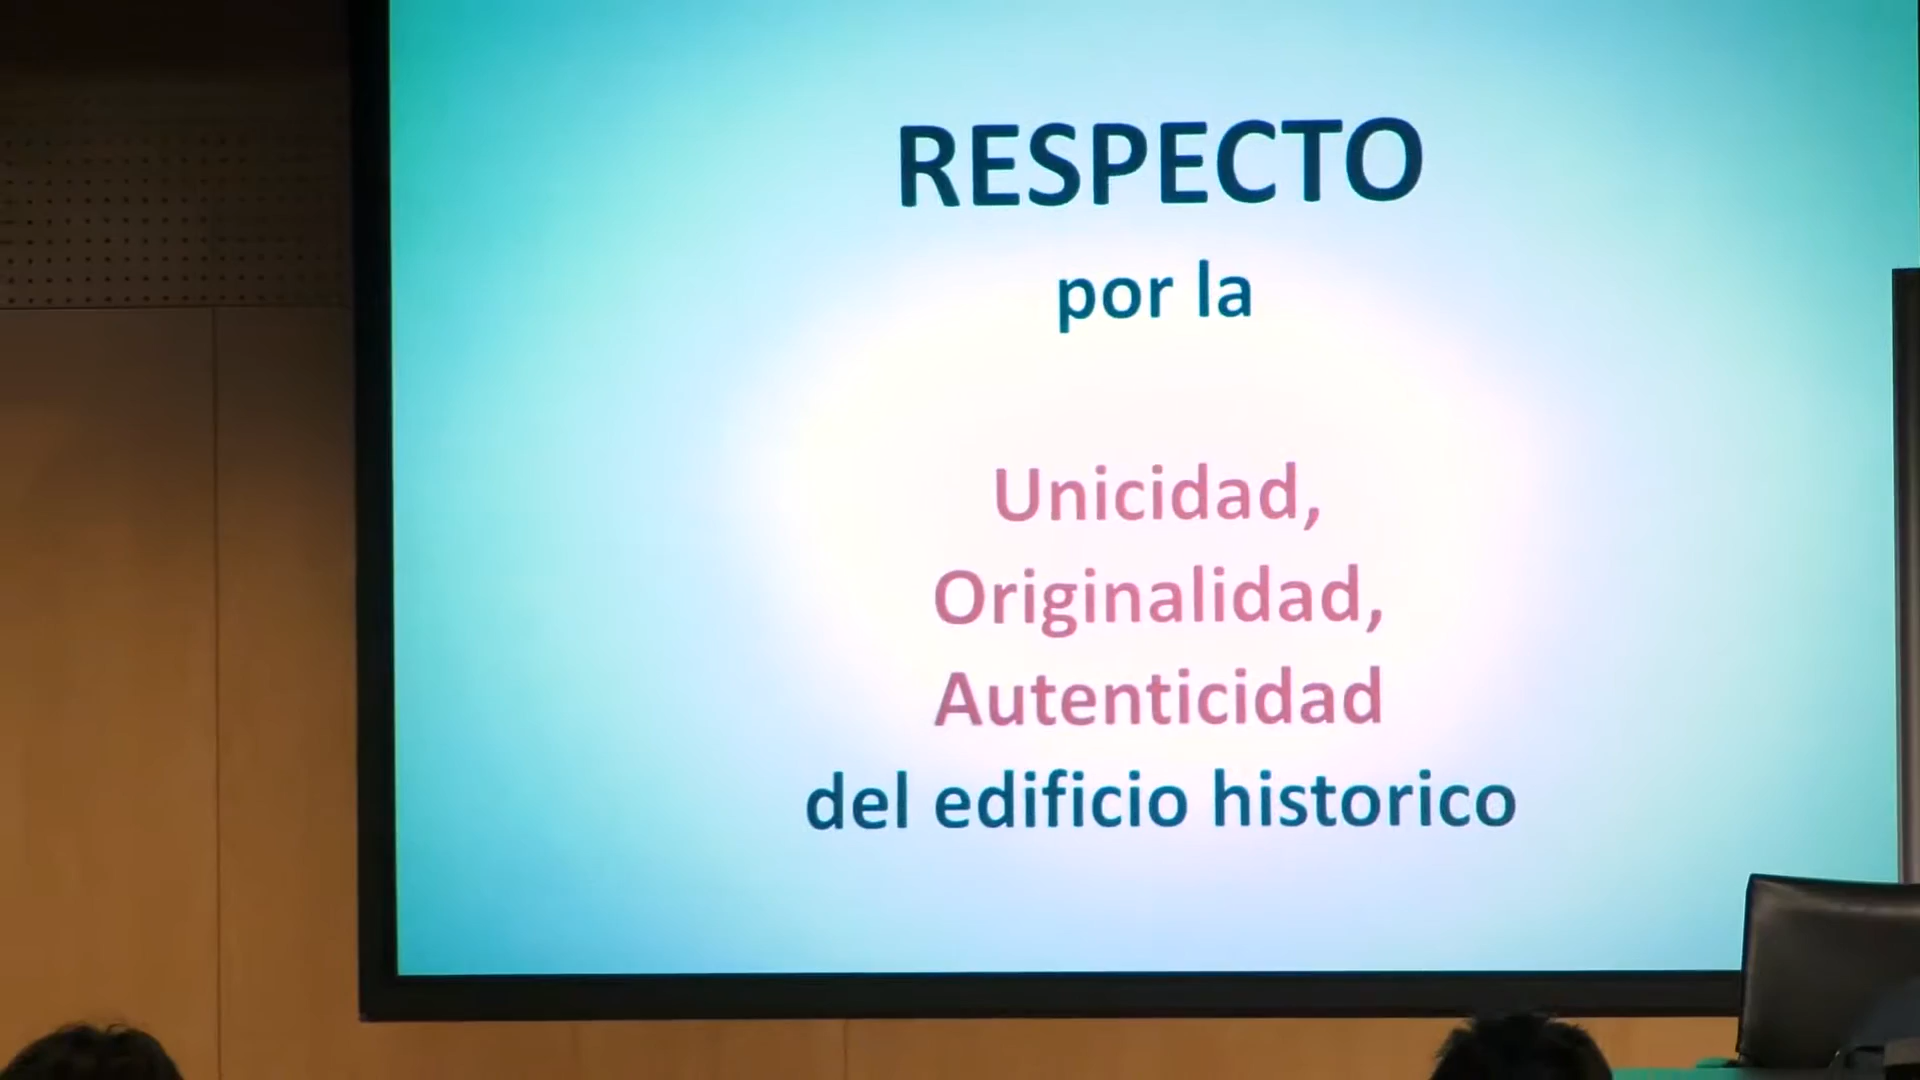 RESPECTO
por la
Unicidad,
Originalidad,
Autenticidad
del edificio historico